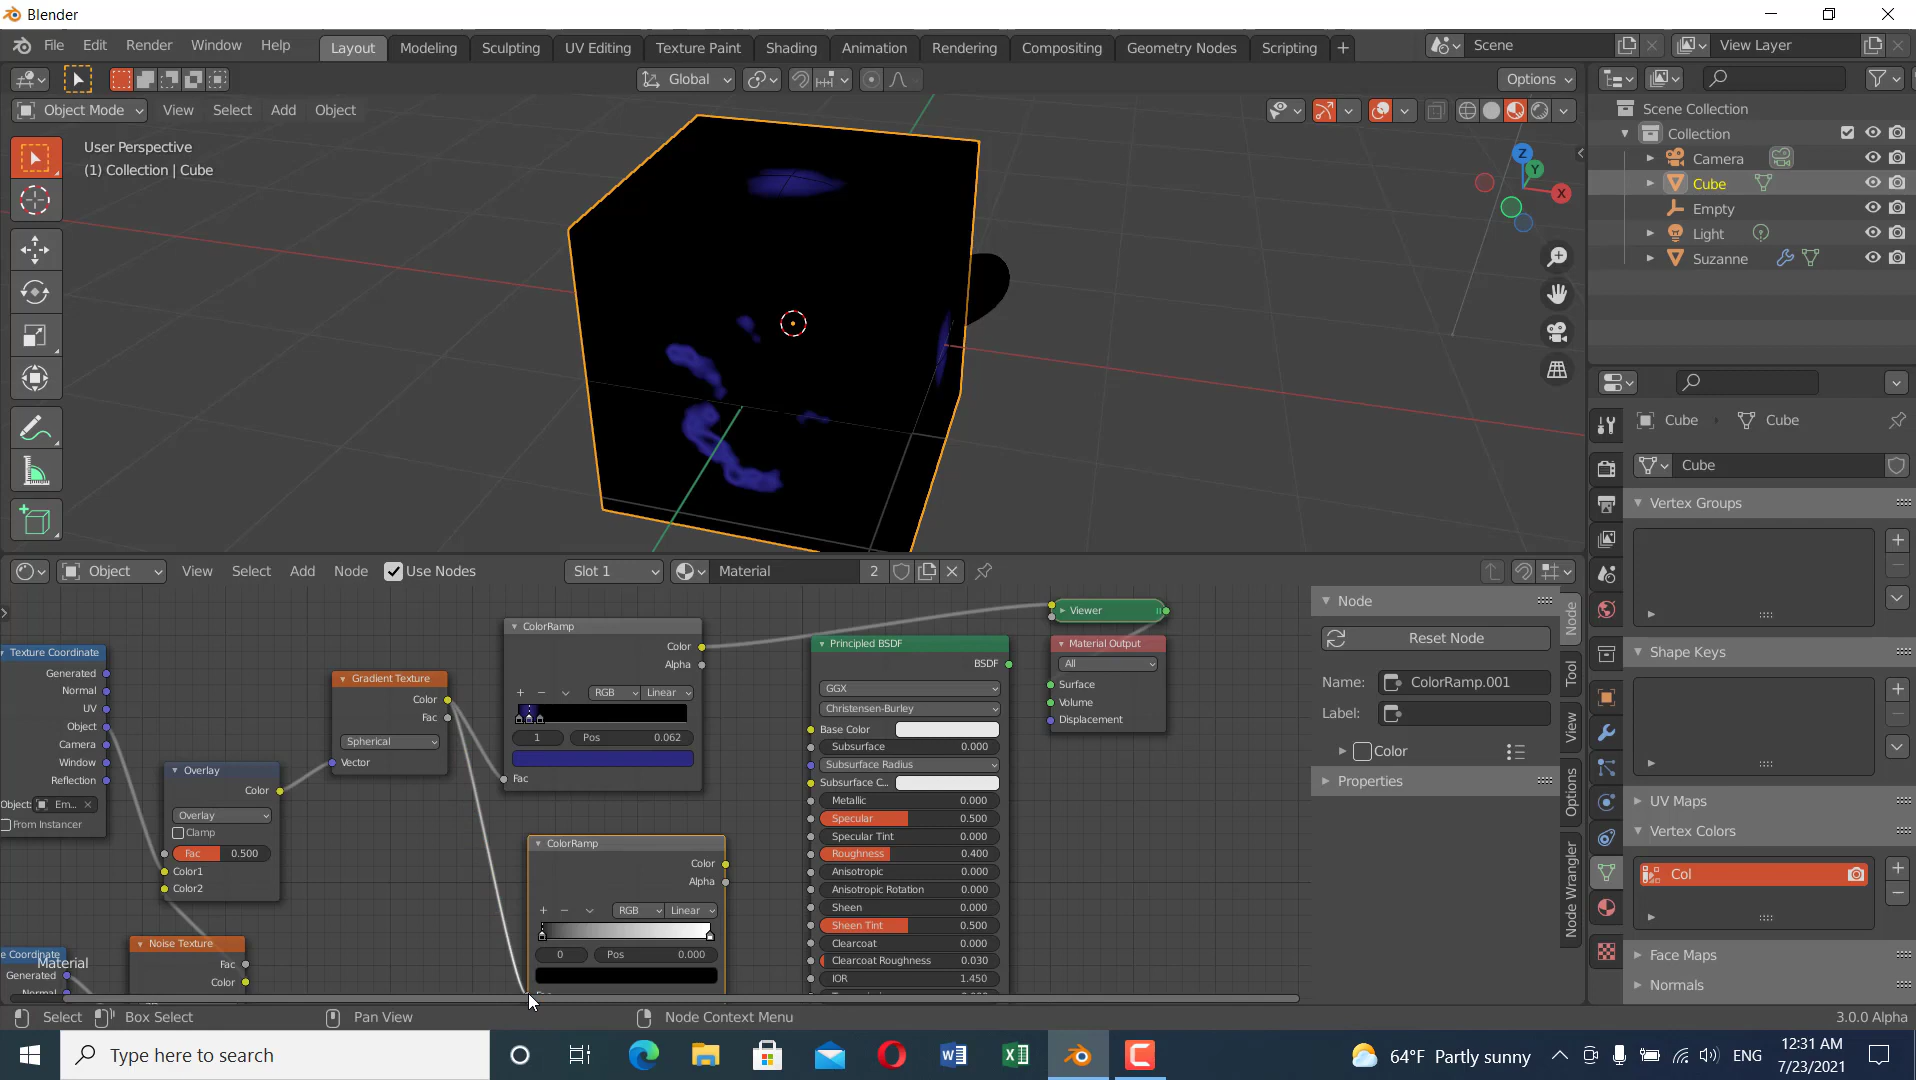 Blender
File Edit Render Window Help
Layout Modeling Sculpting UV Editing Texture Paint Shading Animation Rendering Compositing Geometry Nodes Scripting +
Scene
View Layer
Global
Options
Object Mode View Select Add Object
User Perspective
(1) Collection | Cube
Z
Y
X
Scene Collection
Collection
Camera
Cube
Empty
Light
Suzanne
Cube Cube
Cube
Vertex Groups
Shape Keys
UV Maps
Vertex Colors
Col
Face Maps
Normals
Object View Select Add Node Use Nodes
Slot 1
Material 2
Texture Coordinate
Generated
Normal
UV
Object
Camera
Window
Reflection
Object: Em...
From Instancer
Overlay
Color
Overlay
Clamp
Fac 0.500
Color1
Color2
Noise Texture
Fac
Color
e Coordinate
Material
Generated
Gradient Texture
Color
Fac
Spherical
Vector
ColorRamp
Color
Alpha
RGB Linear
1 Pos 0.062
Fac
ColorRamp
Color
Alpha
RGB Linear
0 Pos 0.000
Principled BSDF
BSDF
GGX
Christensen-Burley
Base Color
Subsurface 0.000
Subsurface Radius
Subsurface C...
Metallic 0.000
Specular 0.500
Specular Tint 0.000
Roughness 0.400
Anisotropic 0.000
Anisotropic Rotation 0.000
Sheen 0.000
Sheen Tint 0.500
Clearcoat 0.000
Clearcoat Roughness 0.030
IOR 1.450
Viewer
Material Output
All
Surface
Volume
Displacement
Node
Reset Node
Name: ColorRamp.001
Label:
Color
Properties
Node
Tool
View
Options
Node Wrangler
Select Box Select Pan View Node Context Menu
3.0.0 Alpha
Type here to search
64°F Partly sunny
ENG
12:31 AM
7/23/2021